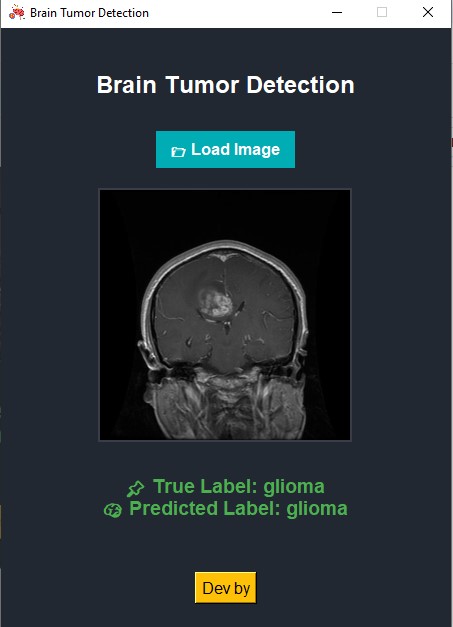 Brain Tumor Detection
Brain Tumor Detection
Load Image
True Label: glioma
Predicted Label: glioma
Dev by